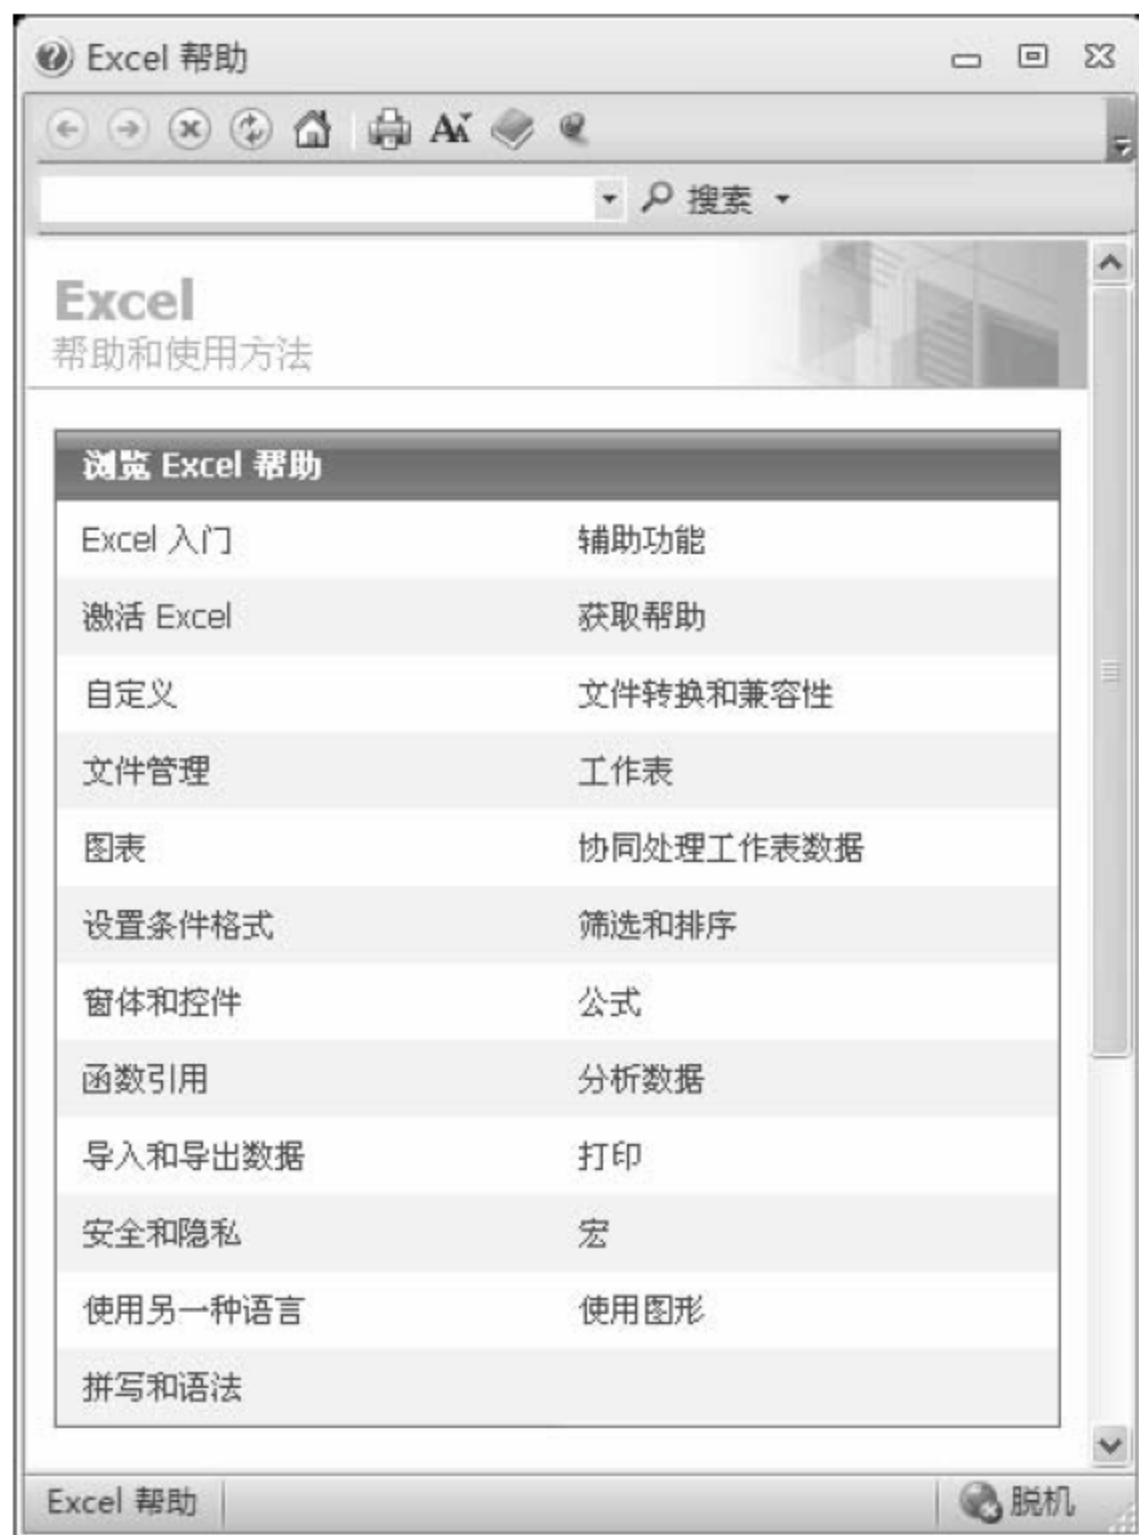 Excel 帮助
搜索
Excel
帮助和使用方法
浏览 Excel 帮助
Excel 入门 辅助功能
激活 Excel 获取帮助
自定义 文件转换和兼容性
文件管理 工作表
图表 协同处理工作表数据
设置条件格式 筛选和排序
窗体和控件 公式
函数引用 分析数据
导入和导出数据 打印
安全和隐私 宏
使用另一种语言 使用图形
拼写和语法
Excel 帮助 脱机